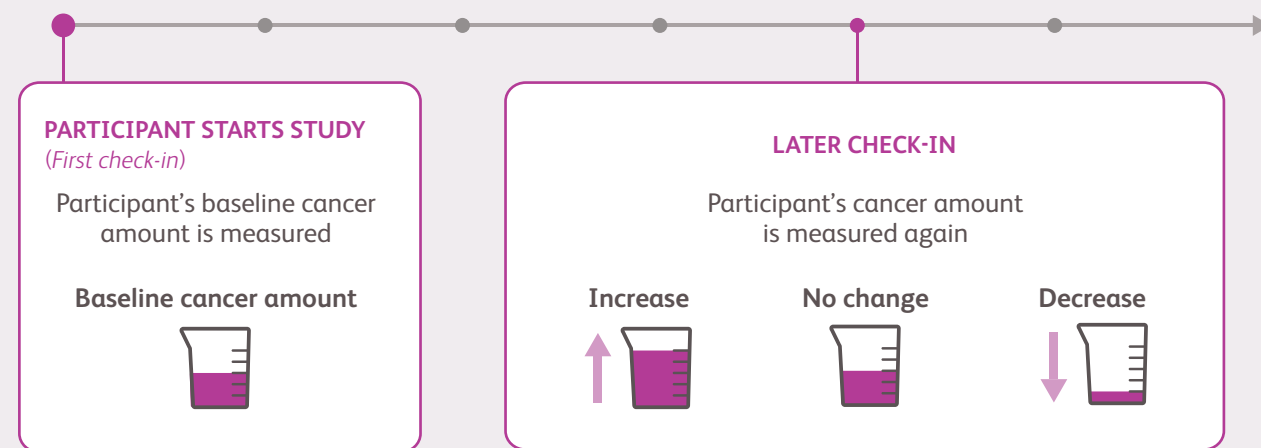 PARTICIPANT STARTS STUDY
(First check-in)
Participant’s baseline cancer
amount is measured
Baseline cancer amount
LATER CHECK-IN
Participant’s cancer amount
is measured again
Increase
No change
Decrease